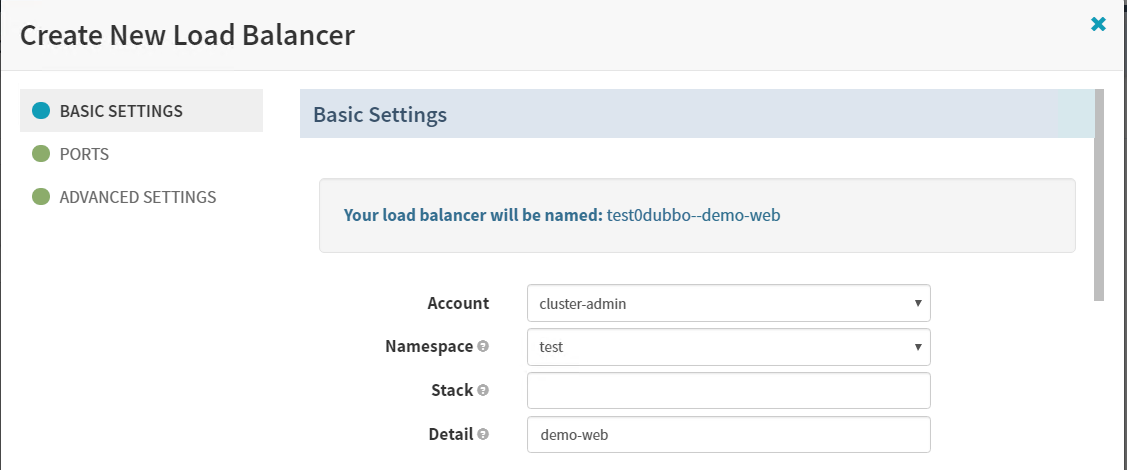 Create New Load Balancer
BASIC SETTINGS
PORTS
ADVANCED SETTINGS
Basic Settings
Your load balancer will be named: test0dubbo--demo-web
Account cluster-admin
Namespace test
Stack
Detail demo-web